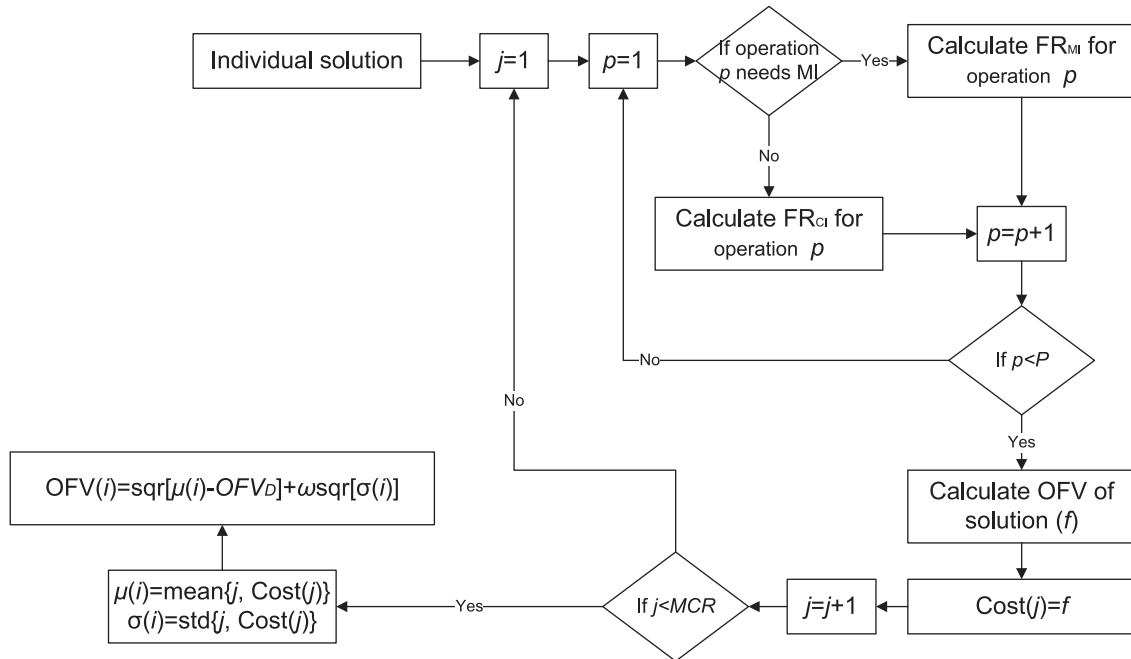 Individual solution
j=1
p=1
If operation
p needs MI
Yes
Calculate FRMI for
operation p
No
Calculate FRCI for
operation p
p=p+1
If p<P
No
Yes
Calculate OFV of
solution (f)
Cost(j)=f
j=j+1
If j<MCR
No
Yes
μ(i)=mean{j, Cost(j)}
σ(i)=std{j, Cost(j)}
OFV(i)=sqr[μ(i)-OFVD]+ωsqr[σ(i)]